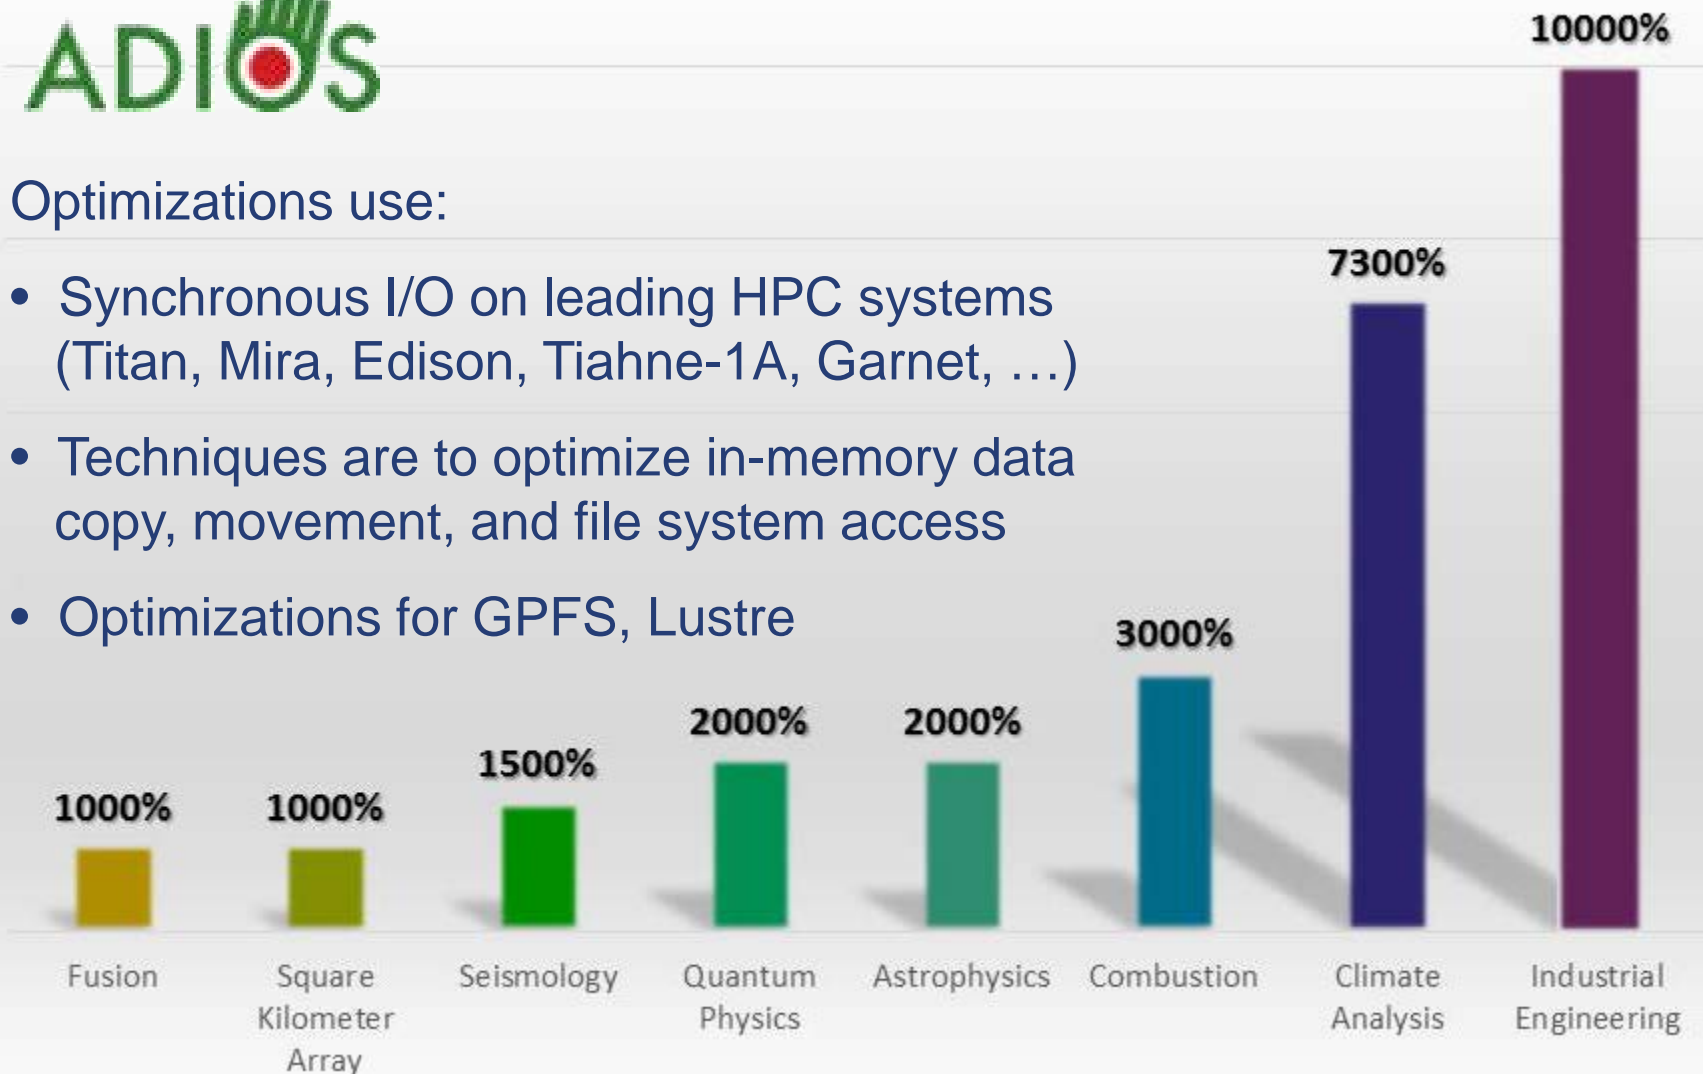 ADIOS
Optimizations use:
• Synchronous I/O on leading HPC systems
(Titan, Mira, Edison, Tiahne-1A, Garnet, …)
• Techniques are to optimize in-memory data
copy, movement, and file system access
• Optimizations for GPFS, Lustre
1000%
1000%
1500%
2000%
2000%
3000%
7300%
10000%
Fusion
Square
Kilometer
Array
Seismology
Quantum
Physics
Astrophysics
Combustion
Climate
Analysis
Industrial
Engineering